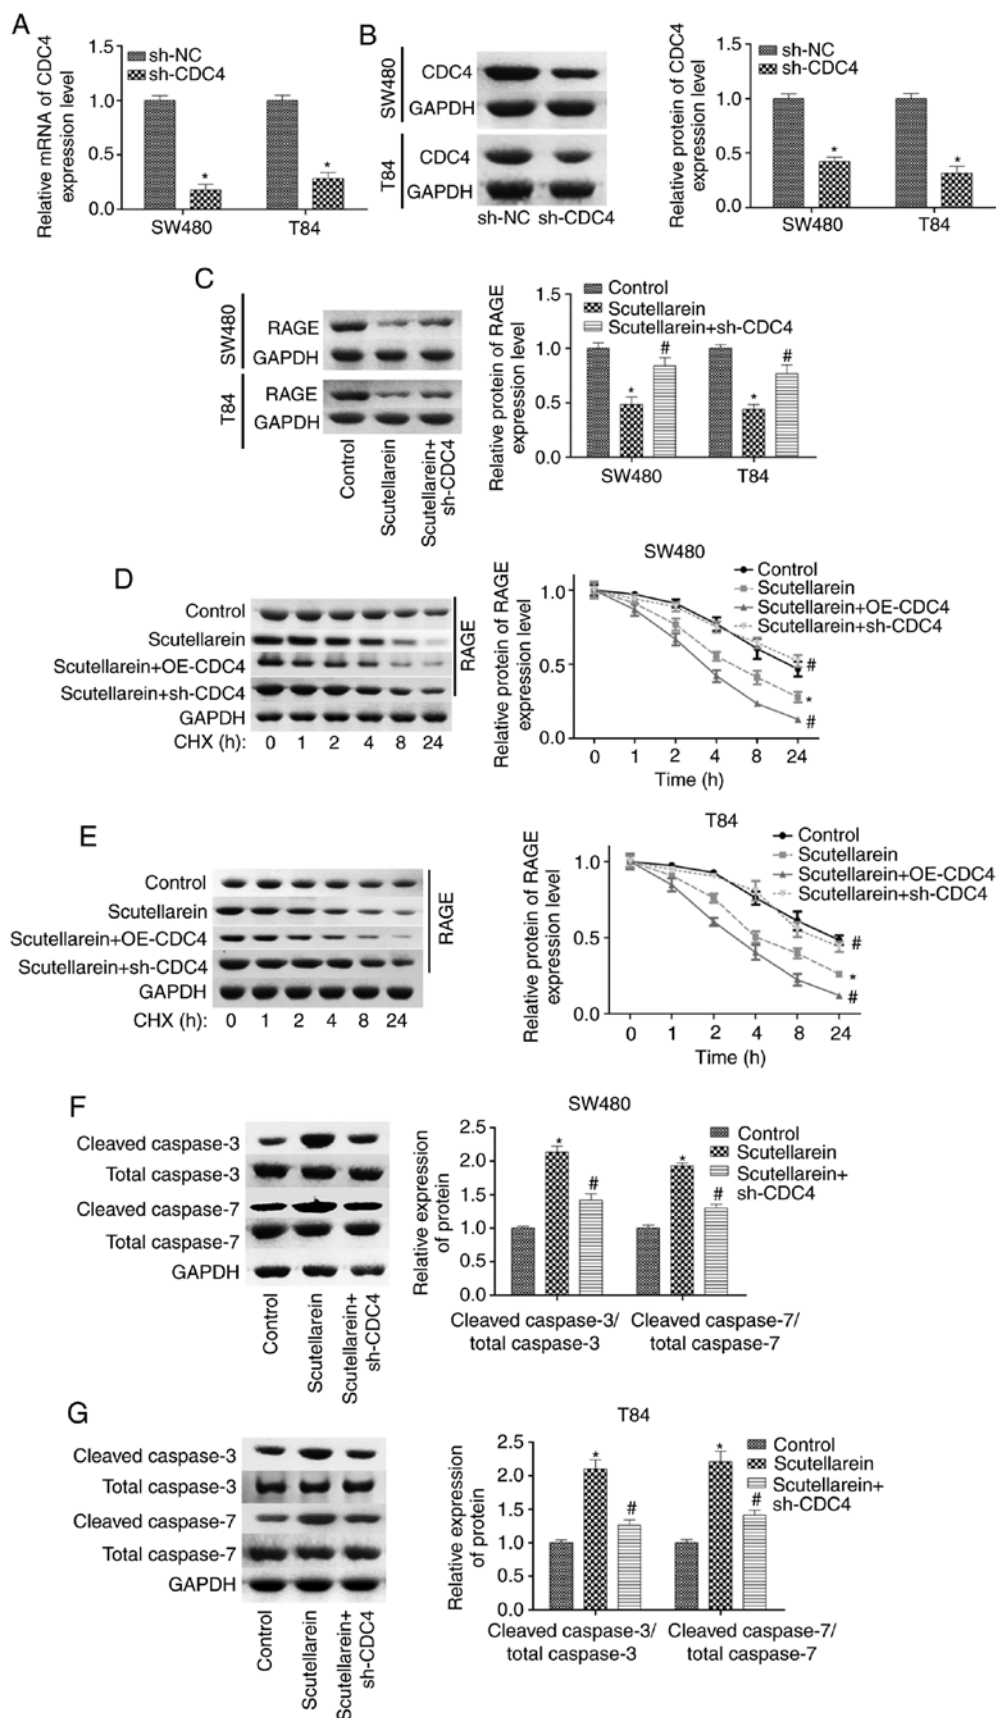 A
Relative mRNA of CDC4
expression level
1.5
1.0
0.5
0.0
sh-NC
sh-CDC4
*
*
SW480
T84
B
SW480
CDC4
GAPDH
T84
CDC4
GAPDH
sh-NC
sh-CDC4
Relative protein of CDC4
expression level
1.5
1.0
0.5
0.0
sh-NC
sh-CDC4
*
*
SW480
T84
C
SW480
RAGE
GAPDH
T84
RAGE
GAPDH
Control
Scutellarein
Scutellarein+
sh-CDC4
Relative protein of RAGE
expression level
1.5
1.0
0.5
0.0
Control
Scutellarein
Scutellarein+sh-CDC4
*
#
*
#
SW480
T84
D
Control
Scutellarein
Scutellarein+OE-CDC4
Scutellarein+sh-CDC4
GAPDH
RAGE
CHX (h): 0 1 2 4 8 24
SW480
Relative protein of RAGE
expression level
1.0
0.5
0.0
Control
Scutellarein
Scutellarein+OE-CDC4
Scutellarein+sh-CDC4
#
*
#
0 1 2 4 8 24
Time (h)
E
Control
Scutellarein
Scutellarein+OE-CDC4
Scutellarein+sh-CDC4
GAPDH
RAGE
CHX (h): 0 1 2 4 8 24
T84
Relative protein of RAGE
expression level
1.0
0.5
0.0
Control
Scutellarein
Scutellarein+OE-CDC4
Scutellarein+sh-CDC4
#
*
#
0 1 2 4 8 24
Time (h)
F
Cleaved caspase-3
Total caspase-3
Cleaved caspase-7
Total caspase-7
GAPDH
Control
Scutellarein
Scutellarein+
sh-CDC4
SW480
Relative expression
of protein
2.5
2.0
1.5
1.0
0.5
0.0
Control
Scutellarein
Scutellarein+
sh-CDC4
*
#
*
#
Cleaved caspase-3/
total caspase-3
Cleaved caspase-7/
total caspase-7
G
Cleaved caspase-3
Total caspase-3
Cleaved caspase-7
Total caspase-7
GAPDH
Control
Scutellarein
Scutellarein+
sh-CDC4
T84
Relative expression
of protein
2.5
2.0
1.5
1.0
0.5
0.0
Control
Scutellarein
Scutellarein+
sh-CDC4
*
#
*
#
Cleaved caspase-3/
total caspase-3
Cleaved caspase-7/
total caspase-7